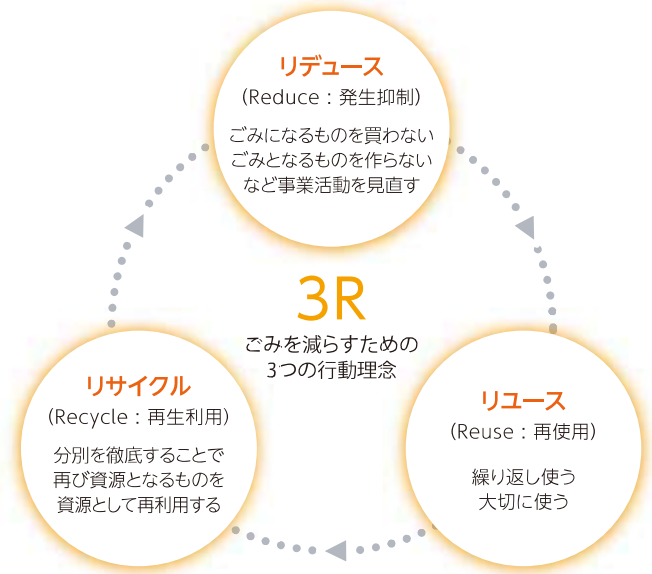 リデュース
（Reduce：発生抑制）
ごみになるものを買わない
ごみとなるものを作らない
など事業活動を見直す
3R
ごみを減らすための
3つの行動理念
リサイクル
（Recycle：再生利用）
分別を徹底することで
再び資源となるものを
資源として再利用する
リユース
（Reuse：再使用）
繰り返し使う
大切に使う